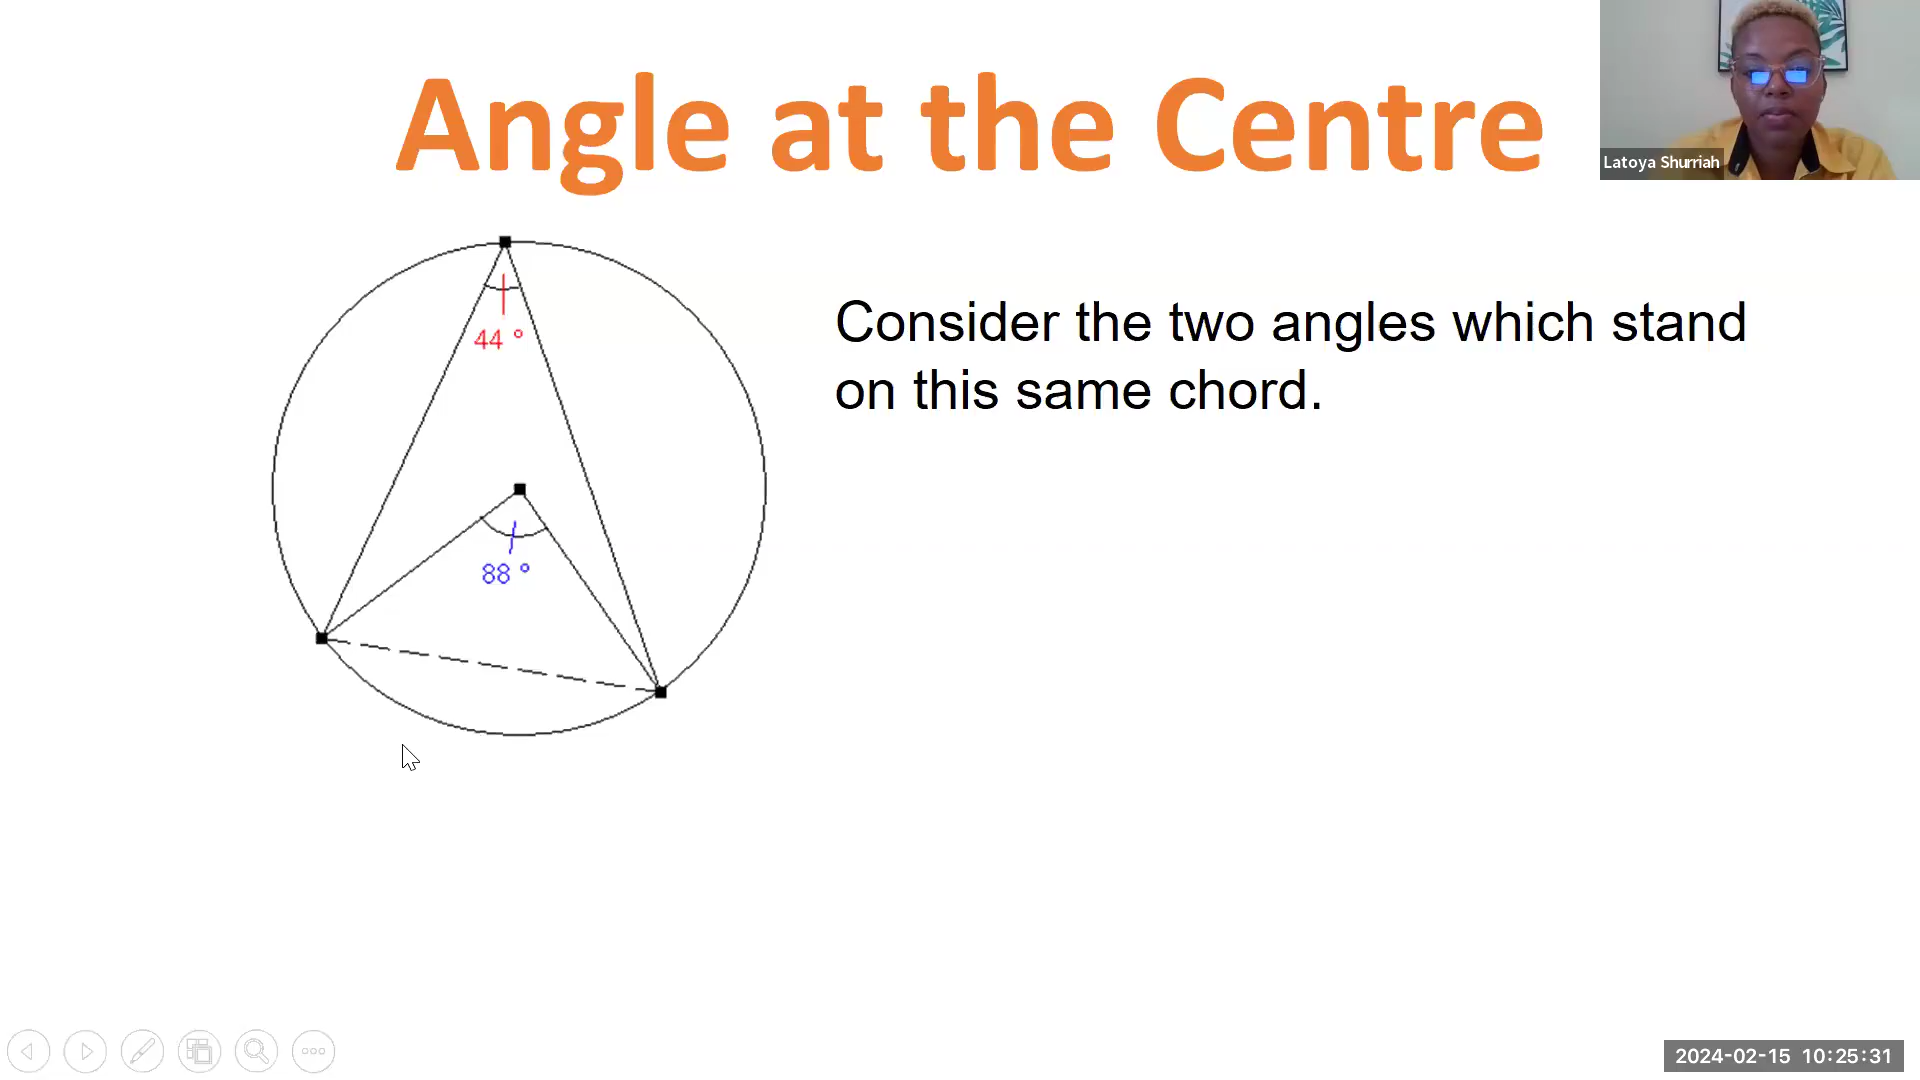 Angle at the Centre
Latoya Shurriah
44 °
Consider the two angles which stand
on this same chord.
88 °
2024-02-15 10:25:31